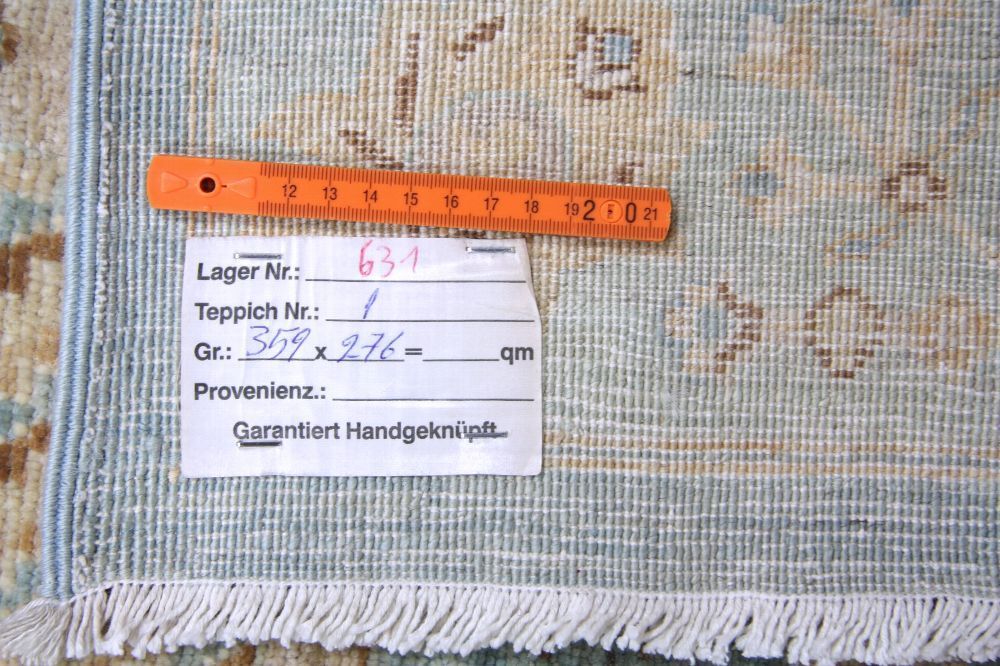 12 13 14 15 16 17 18 19 20 21
Lager Nr.: 631
Teppich Nr.: 1
Gr.: 359 x 276 = qm
Provenienz.:
Garantiert Handgeknüpft